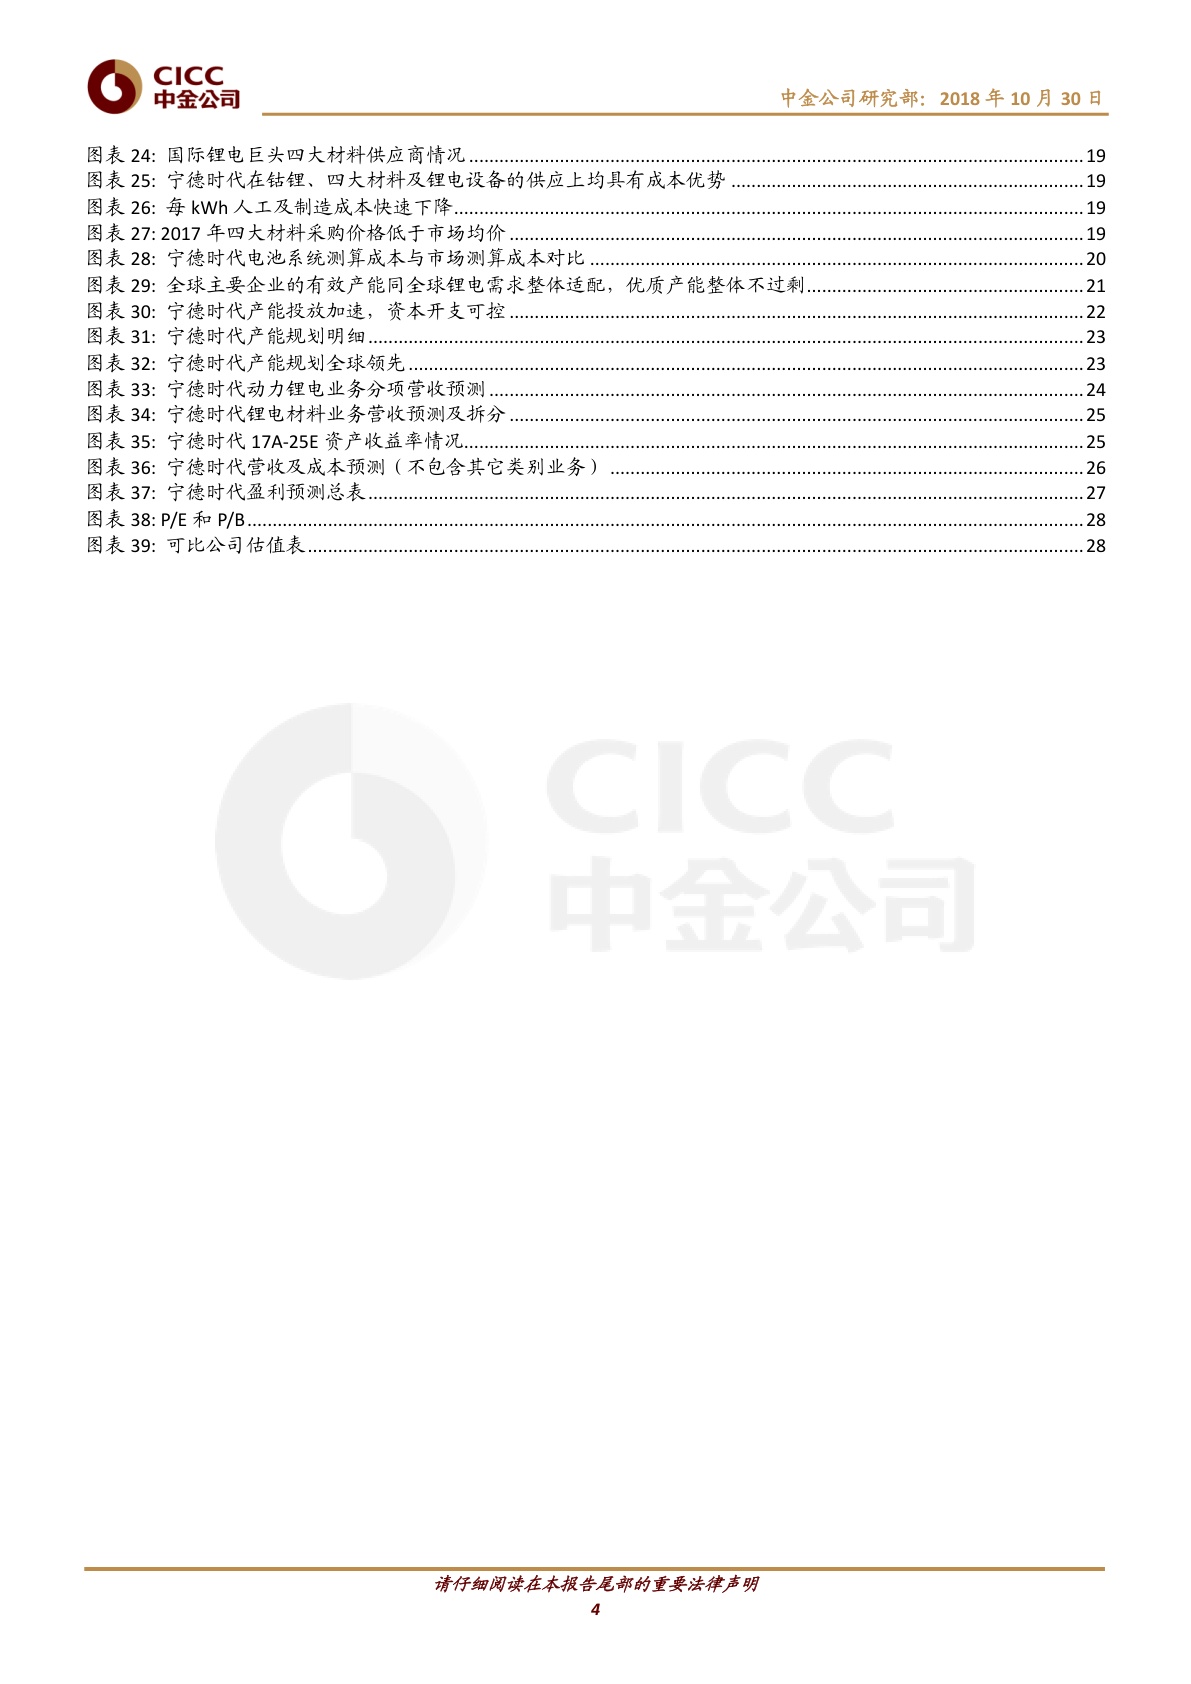 CICC
中金公司
中金公司研究部: 2018 年 10 月 30 日
图表 24: 国际锂电巨头四大材料供应商情况 19
图表 25: 宁德时代在钴锂、四大材料及锂电设备的供应上均具有成本优势 19
图表 26: 每 kWh 人工及制造成本快速下降 19
图表 27: 2017 年四大材料采购价格低于市场均价 19
图表 28: 宁德时代电池系统测算成本与市场测算成本对比 20
图表 29: 全球主要企业的有效产能同全球锂电需求整体适配，优质产能整体不过剩 21
图表 30: 宁德时代产能投放加速，资本开支可控 22
图表 31: 宁德时代产能规划明细 23
图表 32: 宁德时代产能规划全球领先 23
图表 33: 宁德时代动力锂电业务分项营收预测 24
图表 34: 宁德时代锂电材料业务营收预测及拆分 25
图表 35: 宁德时代 17A-25E 资产收益率情况 25
图表 36: 宁德时代营收及成本预测（不包含其它类别业务） 26
图表 37: 宁德时代盈利预测总表 27
图表 38: P/E 和 P/B 28
图表 39: 可比公司估值表 28
CICC
中金公司
请仔细阅读在本报告尾部的重要法律声明
4